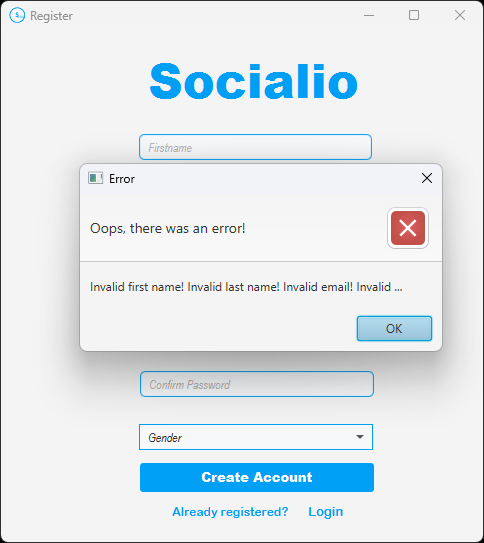 Register
Socialio
Firstname
Error
Oops, there was an error!
Invalid first name! Invalid last name! Invalid email! Invalid ...
OK
Confirm Password
Gender
Create Account
Already registered? Login